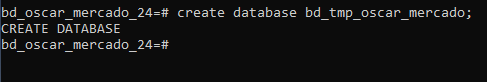 bd_oscar_mercado_24=# create database bd_tmp_oscar_mercado;
CREATE DATABASE
bd_oscar_mercado_24=#